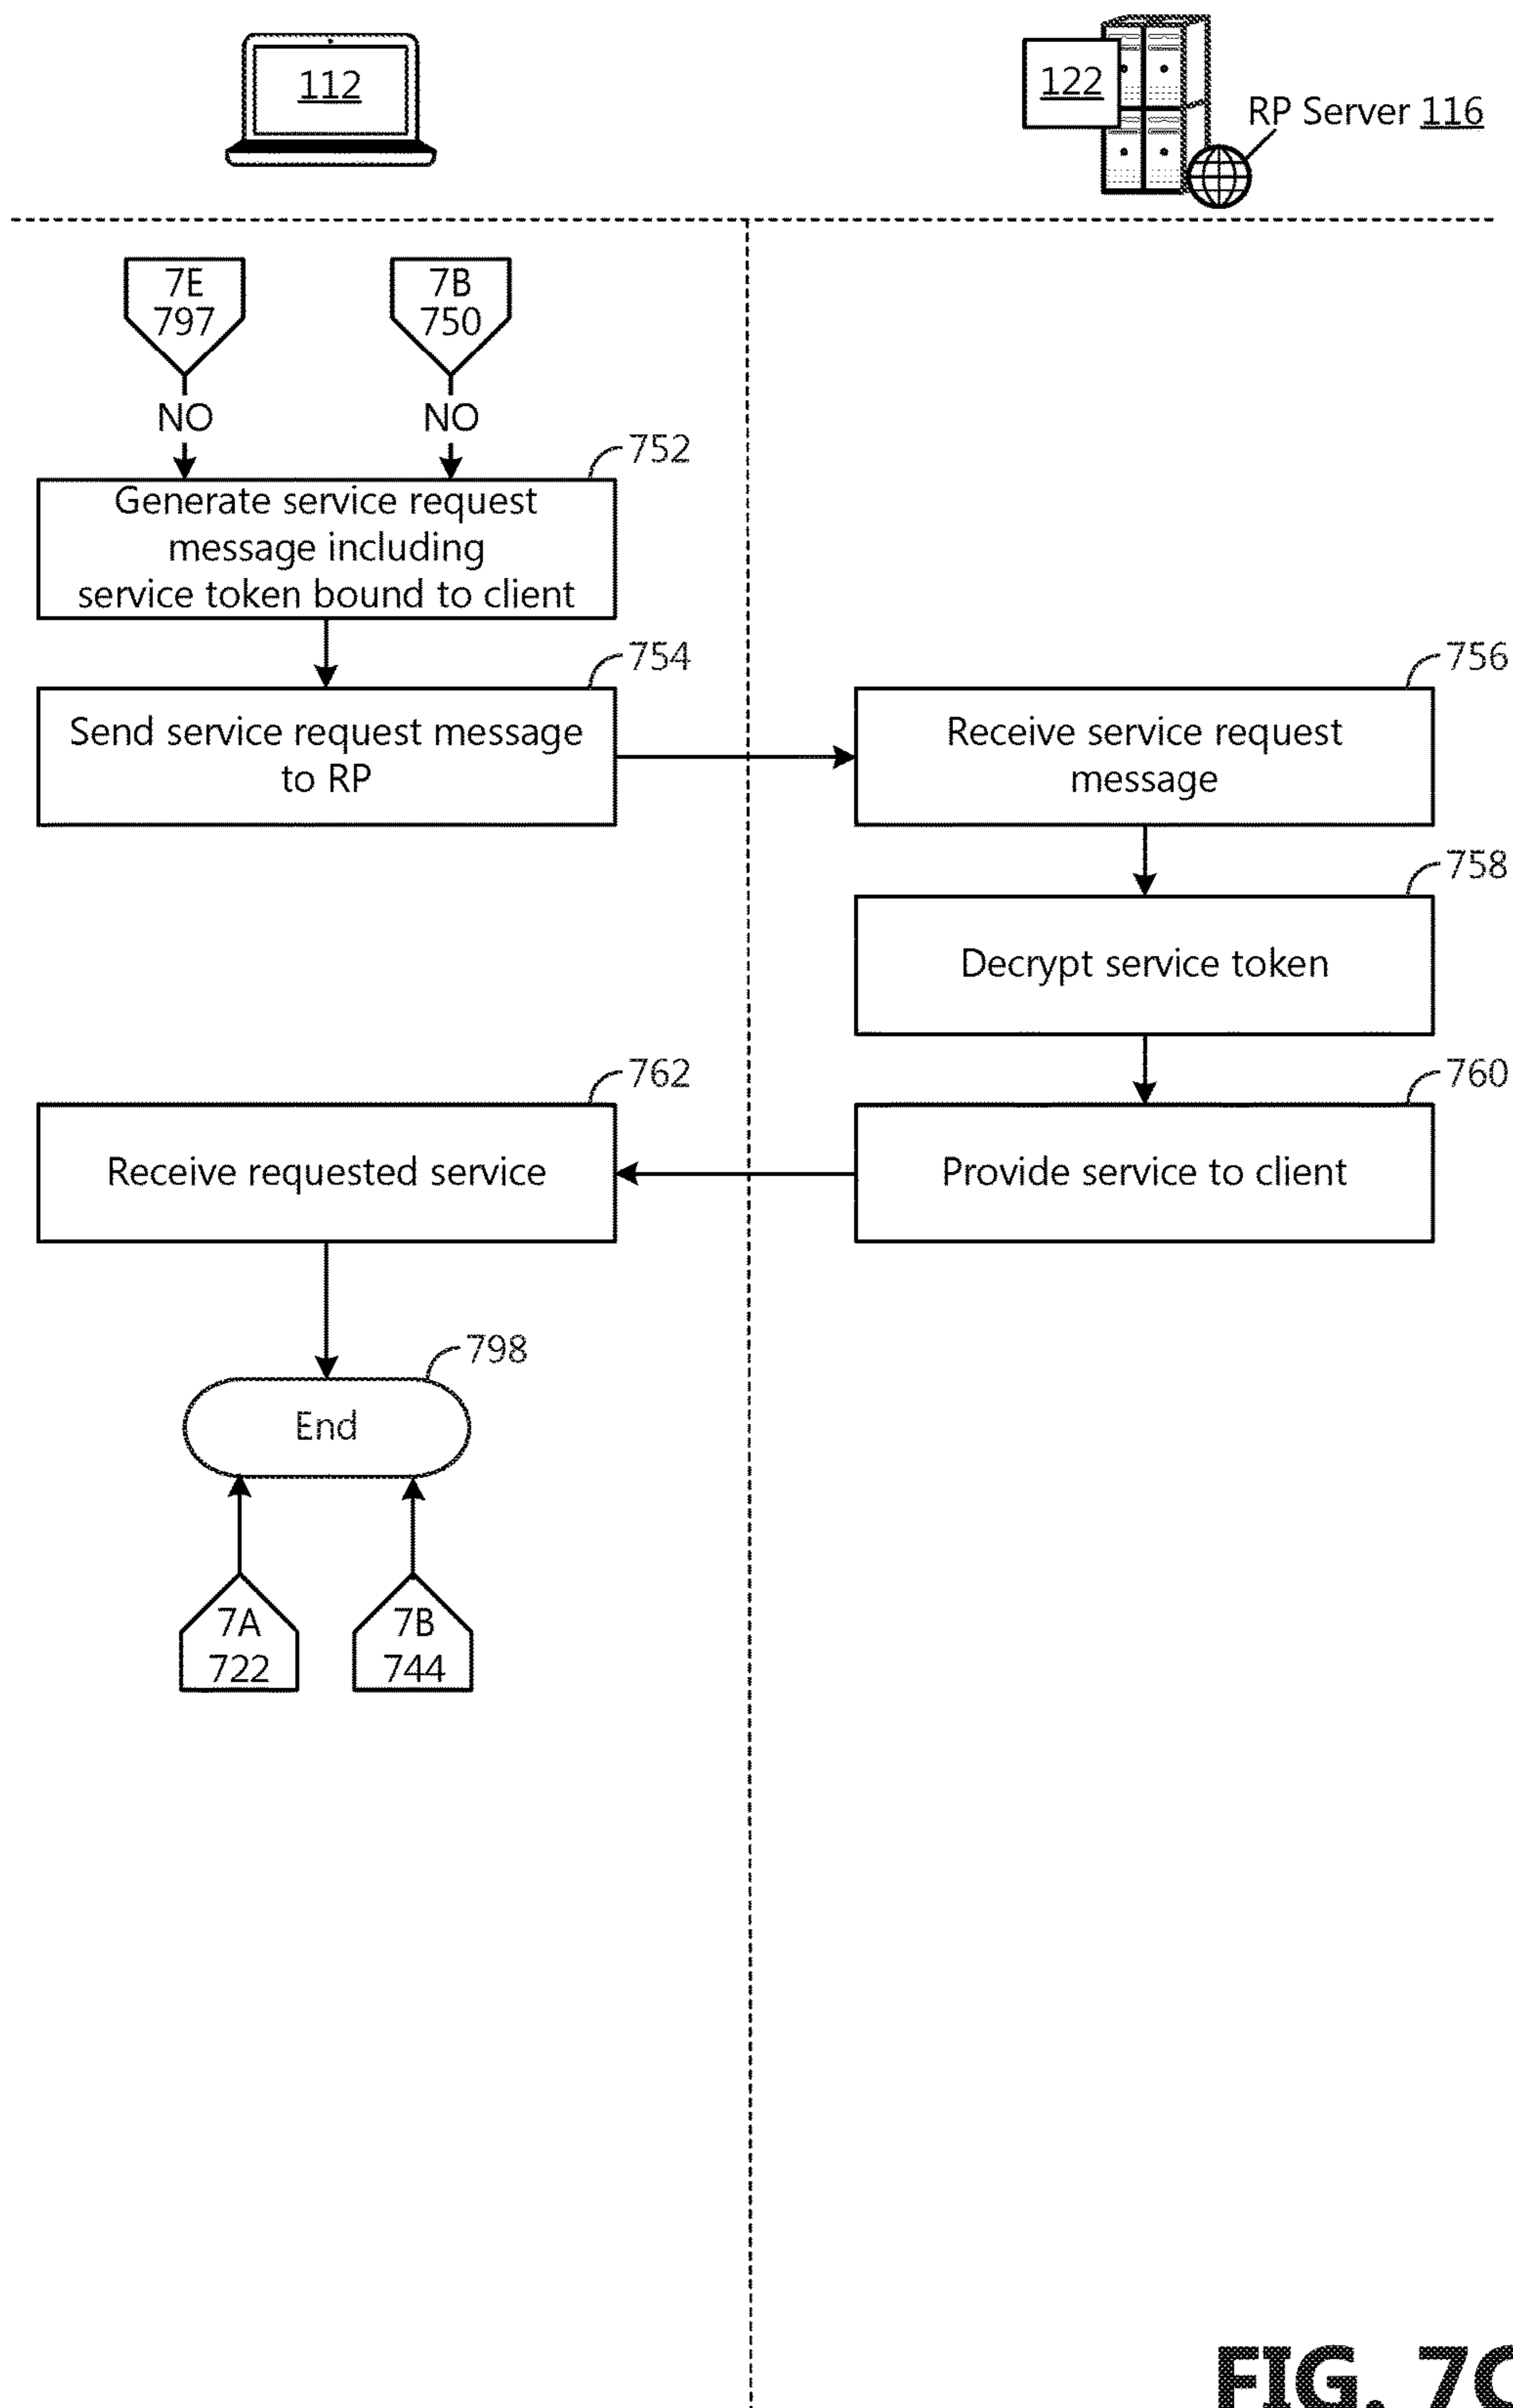 112
122
RP Server 116
7E
797
7B
750
NO
NO
752
Generate service request
message including
service token bound to client
754
Send service request message
to RP
756
Receive service request
message
758
Decrypt service token
762
Receive requested service
760
Provide service to client
798
End
7A
722
7B
744
FIG. 7C